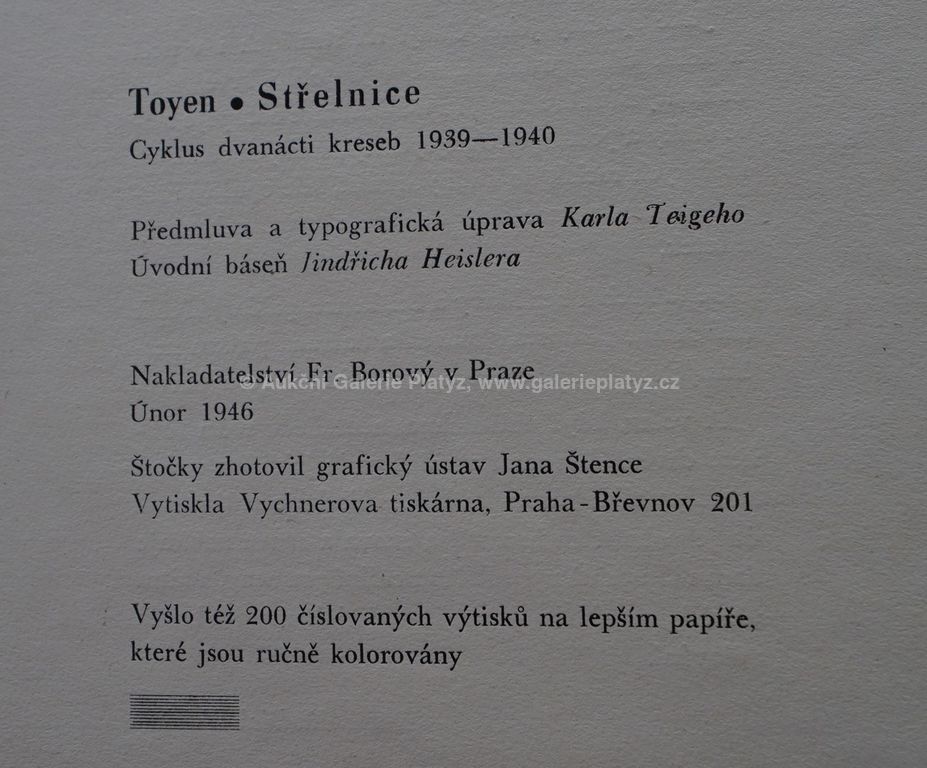 Toyen • Střelnice
Cyklus dvanácti kreseb 1939—1940
Předmluva a typografická úprava Karla Teigeho
Úvodní báseň Jindřicha Heislera
Nakladatelství Fr. Borový v Praze
© Aukční Galerie Platýz, www.galerieplatyz.cz
Únor 1946
Štočky zhotovil grafický ústav Jana Štence
Vytiskla Vychnerova tiskárna, Praha-Břevnov 201
Vyšlo též 200 číslovaných výtisků na lepším papíře,
které jsou ručně kolorovány